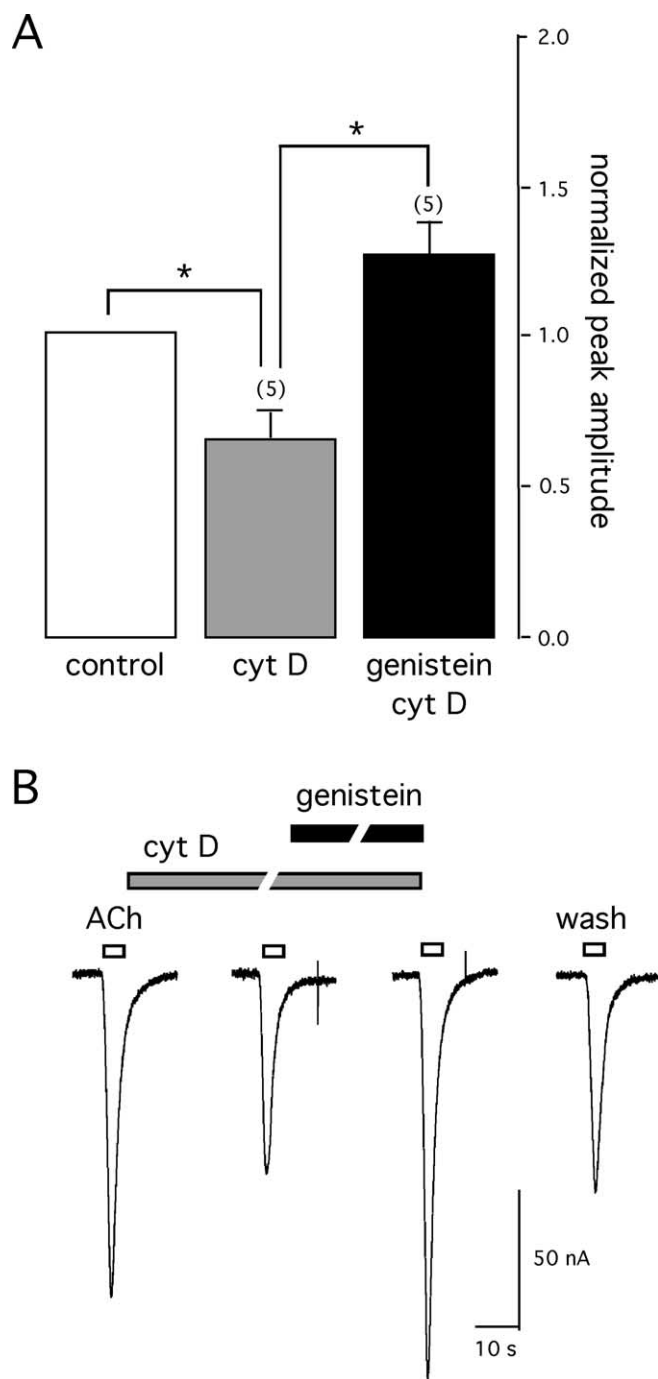 A
2.0
*
*
1.5
(5)
normalized peak amplitude
1.0
(5)
0.5
0.0
control
cyt D
genistein
cyt D
B
genistein
cyt D
ACh
wash
50 nA
10 s